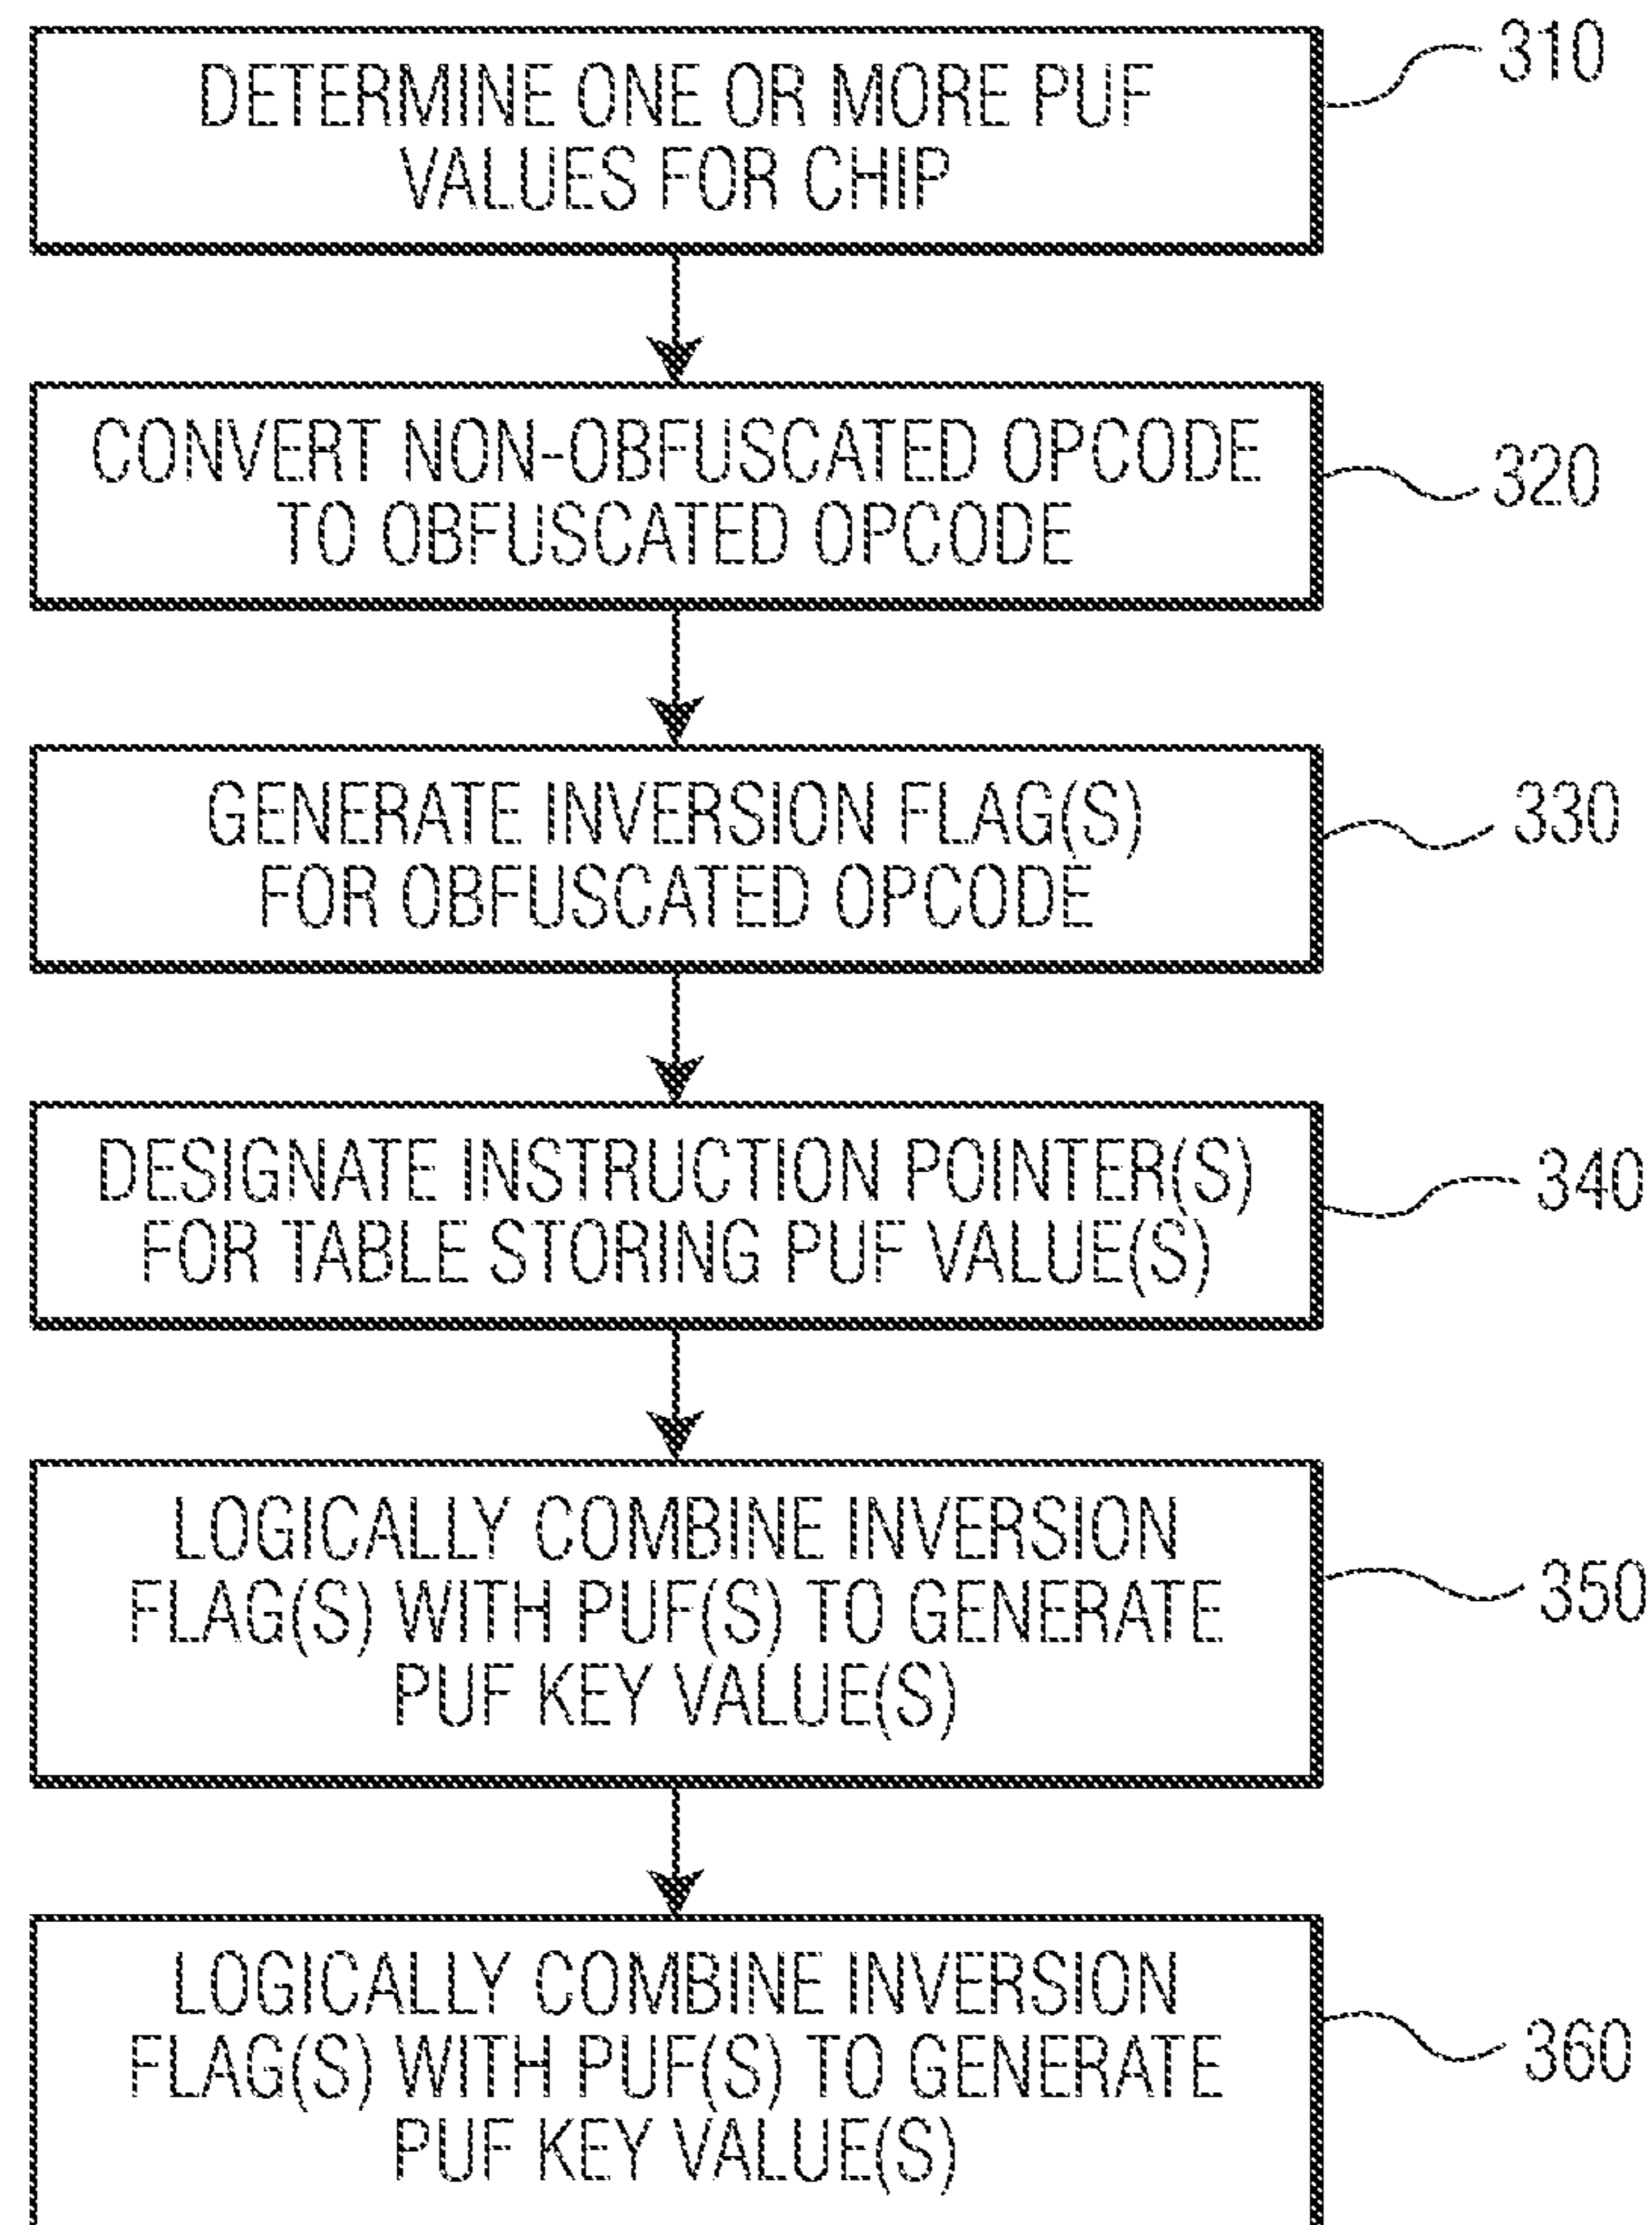 DETERMINE ONE OR MORE PUF
VALUES FOR CHIP
310
CONVERT NON-OBFUSCATED OPCODE
TO OBFUSCATED OPCODE
320
GENERATE INVERSION FLAG(S)
FOR OBFUSCATED OPCODE
330
DESIGNATE INSTRUCTION POINTER(S)
FOR TABLE STORING PUF VALUE(S)
340
LOGICALLY COMBINE INVERSION
FLAG(S) WITH PUF(S) TO GENERATE
PUF KEY VALUE(S)
350
LOGICALLY COMBINE INVERSION
FLAG(S) WITH PUF(S) TO GENERATE
PUF KEY VALUE(S)
360